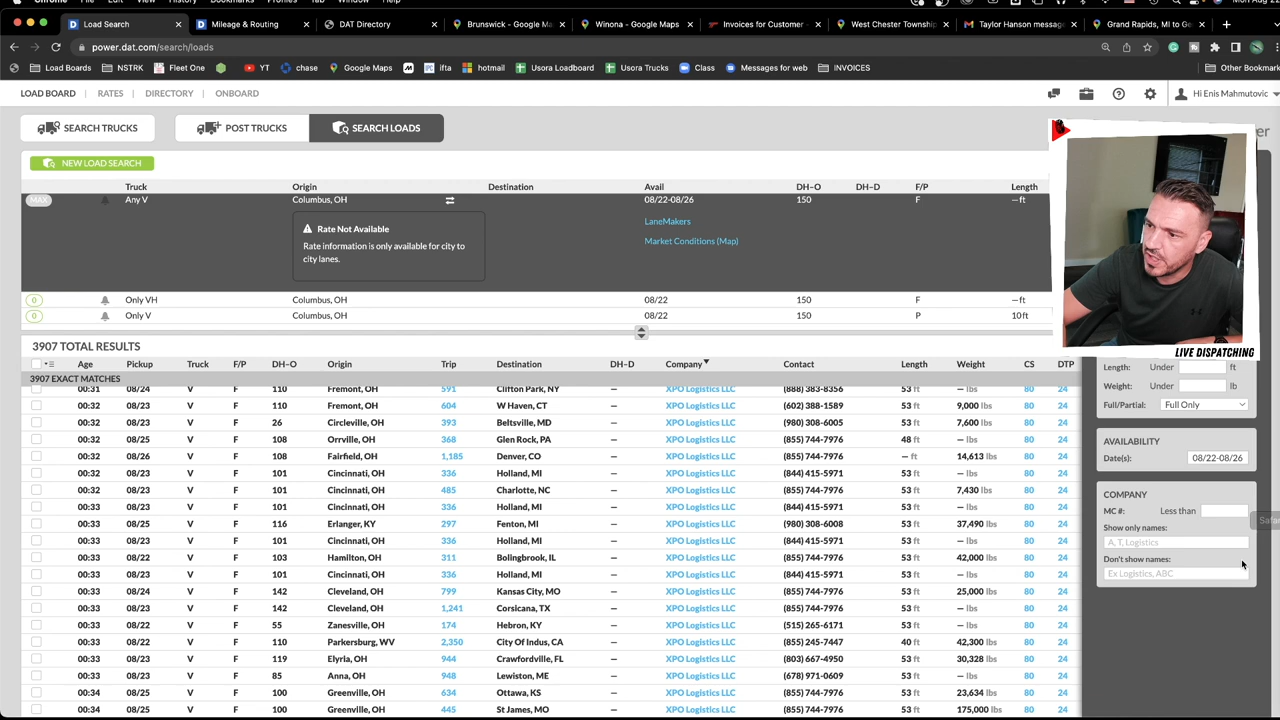 Chrome File Edit View History Bookmarks Profiles Tab Window Help
Load Search
Mileage & Routing
DAT Directory
Brunswick - Google Ma
Winona - Google Maps
Invoices for Customer
West Chester Township
Taylor Hanson messag
Grand Rapids, MI to Ge
power.dat.com/search/loads
Load Boards NSTRK Fleet One YT chase Google Maps ifta hotmail Usora Loadboard Usora Trucks Class Messages for web INVOICES Other Bookmark
LOAD BOARD RATES DIRECTORY ONBOARD Hi Enis Mahmutovic
SEARCH TRUCKS POST TRUCKS SEARCH LOADS
NEW LOAD SEARCH
Truck Origin Destination Avail DH–O DH–D F/P Length
MAX Any V Columbus, OH 08/22-08/26 150 F — ft
Rate Not Available
Rate information is only available for city to
city lanes.
LaneMakers
Market Conditions (Map)
0 Only VH Columbus, OH 08/22 150 F — ft
0 Only V Columbus, OH 08/22 150 P 10 ft
LIVE DISPATCHING
3907 TOTAL RESULTS
Age Pickup Truck F/P DH–O Origin Trip Destination DH–D Company Contact Length Weight CS DTP
3907 EXACT MATCHES
00:31 08/24 V F 110 Fremont, OH 591 Clifton Park, NY — XPO Logistics LLC (888) 383-8356 53 ft — lbs 80 24
00:32 08/23 V F 110 Fremont, OH 604 W Haven, CT — XPO Logistics LLC (602) 388-1589 53 ft 9,000 lbs 80 24
00:32 08/23 V F 26 Circleville, OH 393 Beltsville, MD — XPO Logistics LLC (980) 308-6005 53 ft 7,600 lbs 80 24
00:32 08/25 V F 108 Orrville, OH 368 Glen Rock, PA — XPO Logistics LLC (855) 744-7976 48 ft — lbs 80 24
00:32 08/26 V F 108 Fairfield, OH 1,185 Denver, CO — XPO Logistics LLC (855) 744-7976 — ft 14,613 lbs 80 24
00:32 08/23 V F 101 Cincinnati, OH 336 Holland, MI — XPO Logistics LLC (844) 415-5971 53 ft — lbs 80 24
00:32 08/23 V F 101 Cincinnati, OH 485 Charlotte, NC — XPO Logistics LLC (855) 744-7976 53 ft 7,430 lbs 80 24
00:33 08/23 V F 101 Cincinnati, OH 336 Holland, MI — XPO Logistics LLC (844) 415-5971 53 ft — lbs 80 24
00:33 08/25 V F 116 Erlanger, KY 297 Fenton, MI — XPO Logistics LLC (980) 308-6008 53 ft 37,490 lbs 80 24
00:33 08/23 V F 101 Cincinnati, OH 336 Holland, MI — XPO Logistics LLC (844) 415-5971 53 ft — lbs 80 24
00:33 08/22 V F 103 Hamilton, OH 311 Bolingbrook, IL — XPO Logistics LLC (855) 744-7976 53 ft 42,000 lbs 80 24
00:33 08/23 V F 101 Cincinnati, OH 336 Holland, MI — XPO Logistics LLC (844) 415-5971 53 ft — lbs 80 24
00:33 08/24 V F 142 Cleveland, OH 799 Kansas City, MO — XPO Logistics LLC (855) 744-7976 53 ft 25,000 lbs 80 24
00:33 08/23 V F 142 Cleveland, OH 1,241 Corsicana, TX — XPO Logistics LLC (855) 744-7976 53 ft — lbs 80 24
00:33 08/22 V F 55 Zanesville, OH 174 Hebron, KY — XPO Logistics LLC (515) 265-6171 53 ft — lbs 80 24
00:33 08/22 V F 110 Parkersburg, WV 2,350 City Of Indus, CA — XPO Logistics LLC (855) 245-7447 40 ft 42,300 lbs 80 24
00:33 08/23 V F 119 Elyria, OH 944 Crawfordville, FL — XPO Logistics LLC (803) 667-4950 53 ft 30,328 lbs 80 24
00:33 08/23 V F 85 Anna, OH 948 Lewiston, ME — XPO Logistics LLC (678) 971-0609 53 ft — lbs 80 24
00:34 08/25 V F 100 Greenville, OH 634 Ottawa, KS — XPO Logistics LLC (855) 744-7976 53 ft 23,634 lbs 80 24
00:34 08/25 V F 100 Greenville, OH 445 St James, MO — XPO Logistics LLC (855) 744-7976 53 ft 175,000 lbs 80 24
Length: Under ft
Weight: Under lb
Full/Partial: Full Only
AVAILABILITY
Date(s): 08/22-08/26
COMPANY
MC #: Less than
Show only names:
A, T, Logistics
Don't show names:
Ex Logistics, ABC